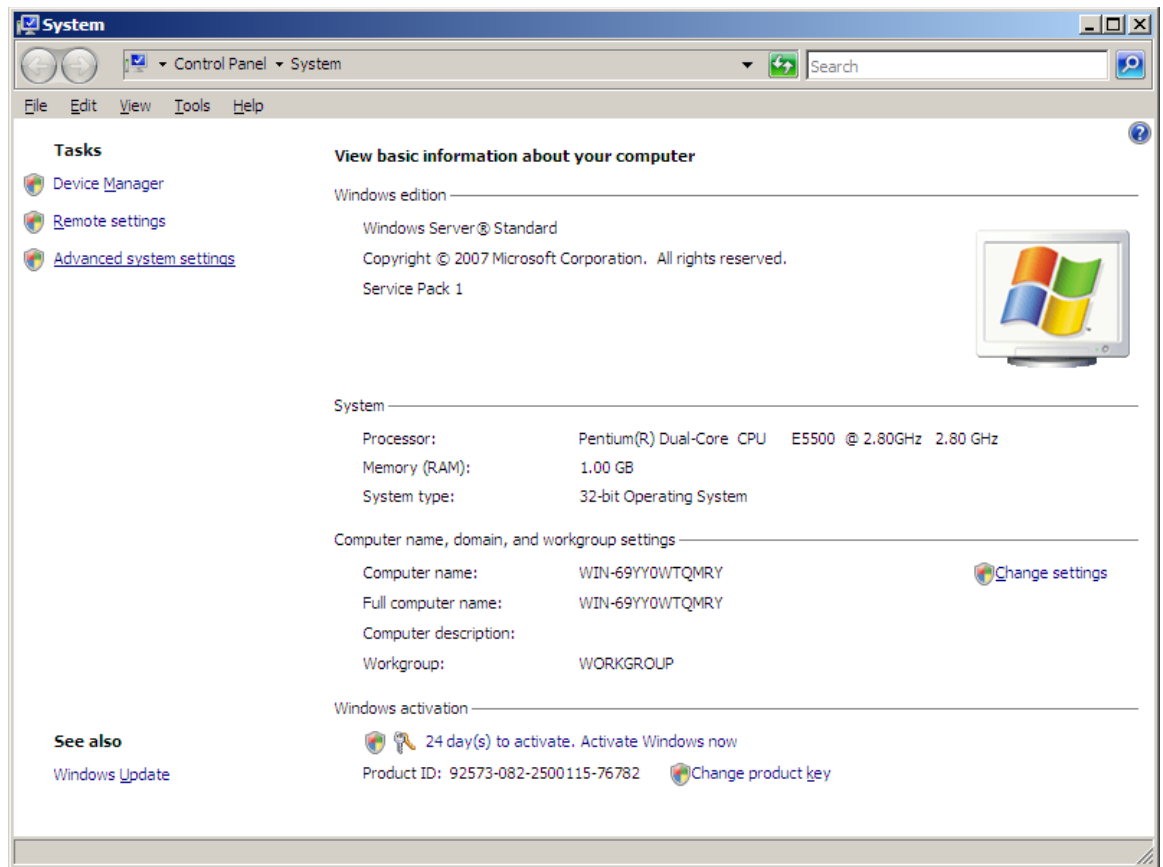 System
Control Panel System
Search
File Edit View Tools Help
Tasks
Device Manager
Remote settings
Advanced system settings
View basic information about your computer
Windows edition
Windows Server® Standard
Copyright © 2007 Microsoft Corporation. All rights reserved.
Service Pack 1
System
Processor: Pentium(R) Dual-Core CPU E5500 @ 2.80GHz 2.80 GHz
Memory (RAM): 1.00 GB
System type: 32-bit Operating System
Computer name, domain, and workgroup settings
Computer name: WIN-69YY0WTQMRY Change settings
Full computer name: WIN-69YY0WTQMRY
Computer description:
Workgroup: WORKGROUP
Windows activation
24 day(s) to activate. Activate Windows now
Product ID: 92573-082-2500115-76782 Change product key
See also
Windows Update